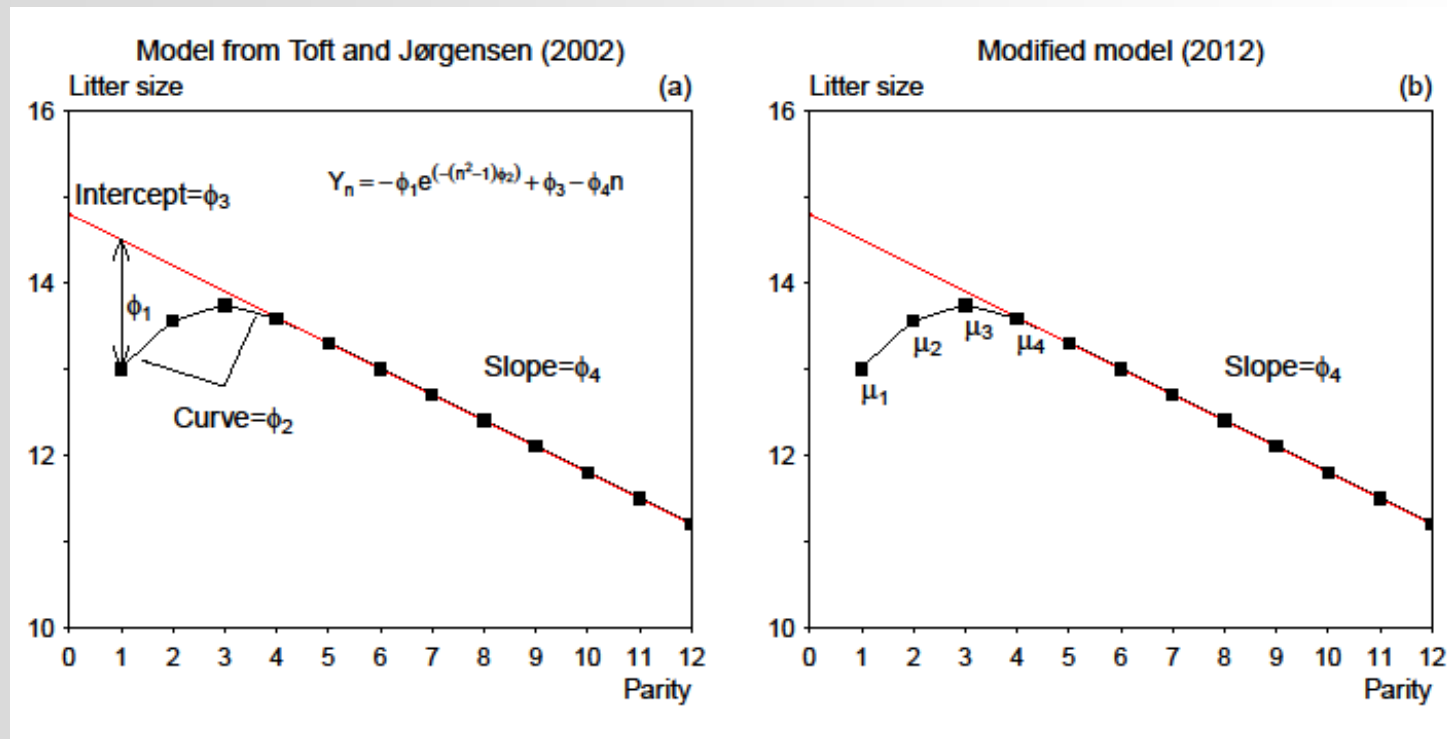 Model from Toft and Jørgensen (2002)
Litter size (a)
16
Yₙ = −ϕ₁e^(−(n²−1)ϕ₂) + ϕ₃ − ϕ₄n
Intercept=ϕ₃
14
ϕ₁
Slope=ϕ₄
Curve=ϕ₂
12
10
0 1 2 3 4 5 6 7 8 9 10 11 12
Parity
Modified model (2012)
Litter size (b)
16
14
μ₃
μ₂ μ₄
μ₁
Slope=ϕ₄
12
10
0 1 2 3 4 5 6 7 8 9 10 11 12
Parity